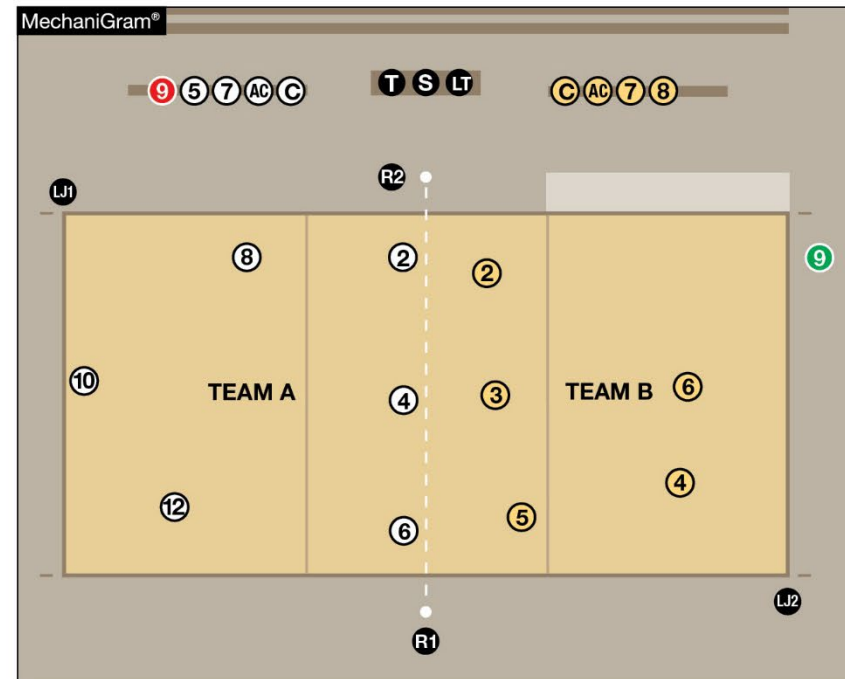 MechaniGram®
9 5 7 AC C T S LT C AC 7 8
LJ1 R2
8 2 2 9
10 TEAM A 4 3 TEAM B 6
12 6 5 4
R1 LJ2